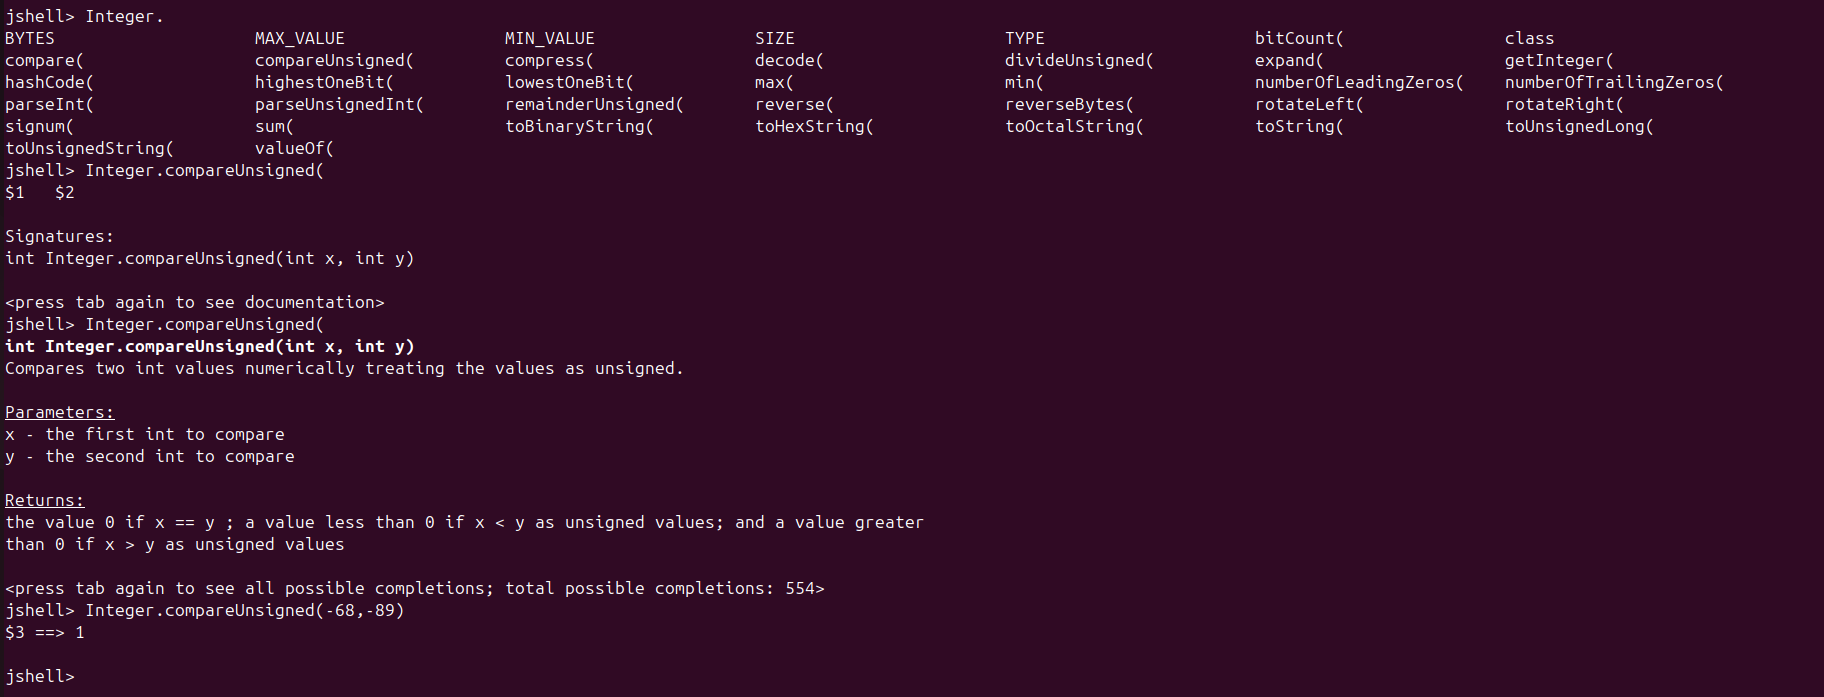 jshell> Integer.
BYTES MAX_VALUE MIN_VALUE SIZE TYPE bitCount( class
compare( compareUnsigned( compress( decode( divideUnsigned( expand( getInteger(
hashCode( highestOneBit( lowestOneBit( max( min( numberOfLeadingZeros( numberOfTrailingZeros(
parseInt( parseUnsignedInt( remainderUnsigned( reverse( reverseBytes( rotateLeft( rotateRight(
signum( sum( toBinaryString( toHexString( toOctalString( toString( toUnsignedLong(
toUnsignedString( valueOf(
jshell> Integer.compareUnsigned(
$1 $2
Signatures:
int Integer.compareUnsigned(int x, int y)
<press tab again to see documentation>
jshell> Integer.compareUnsigned(
int Integer.compareUnsigned(int x, int y)
Compares two int values numerically treating the values as unsigned.
Parameters:
x - the first int to compare
y - the second int to compare
Returns:
the value 0 if x == y ; a value less than 0 if x < y as unsigned values; and a value greater
than 0 if x > y as unsigned values
<press tab again to see all possible completions; total possible completions: 554>
jshell> Integer.compareUnsigned(-68,-89)
$3 ==> 1
jshell>